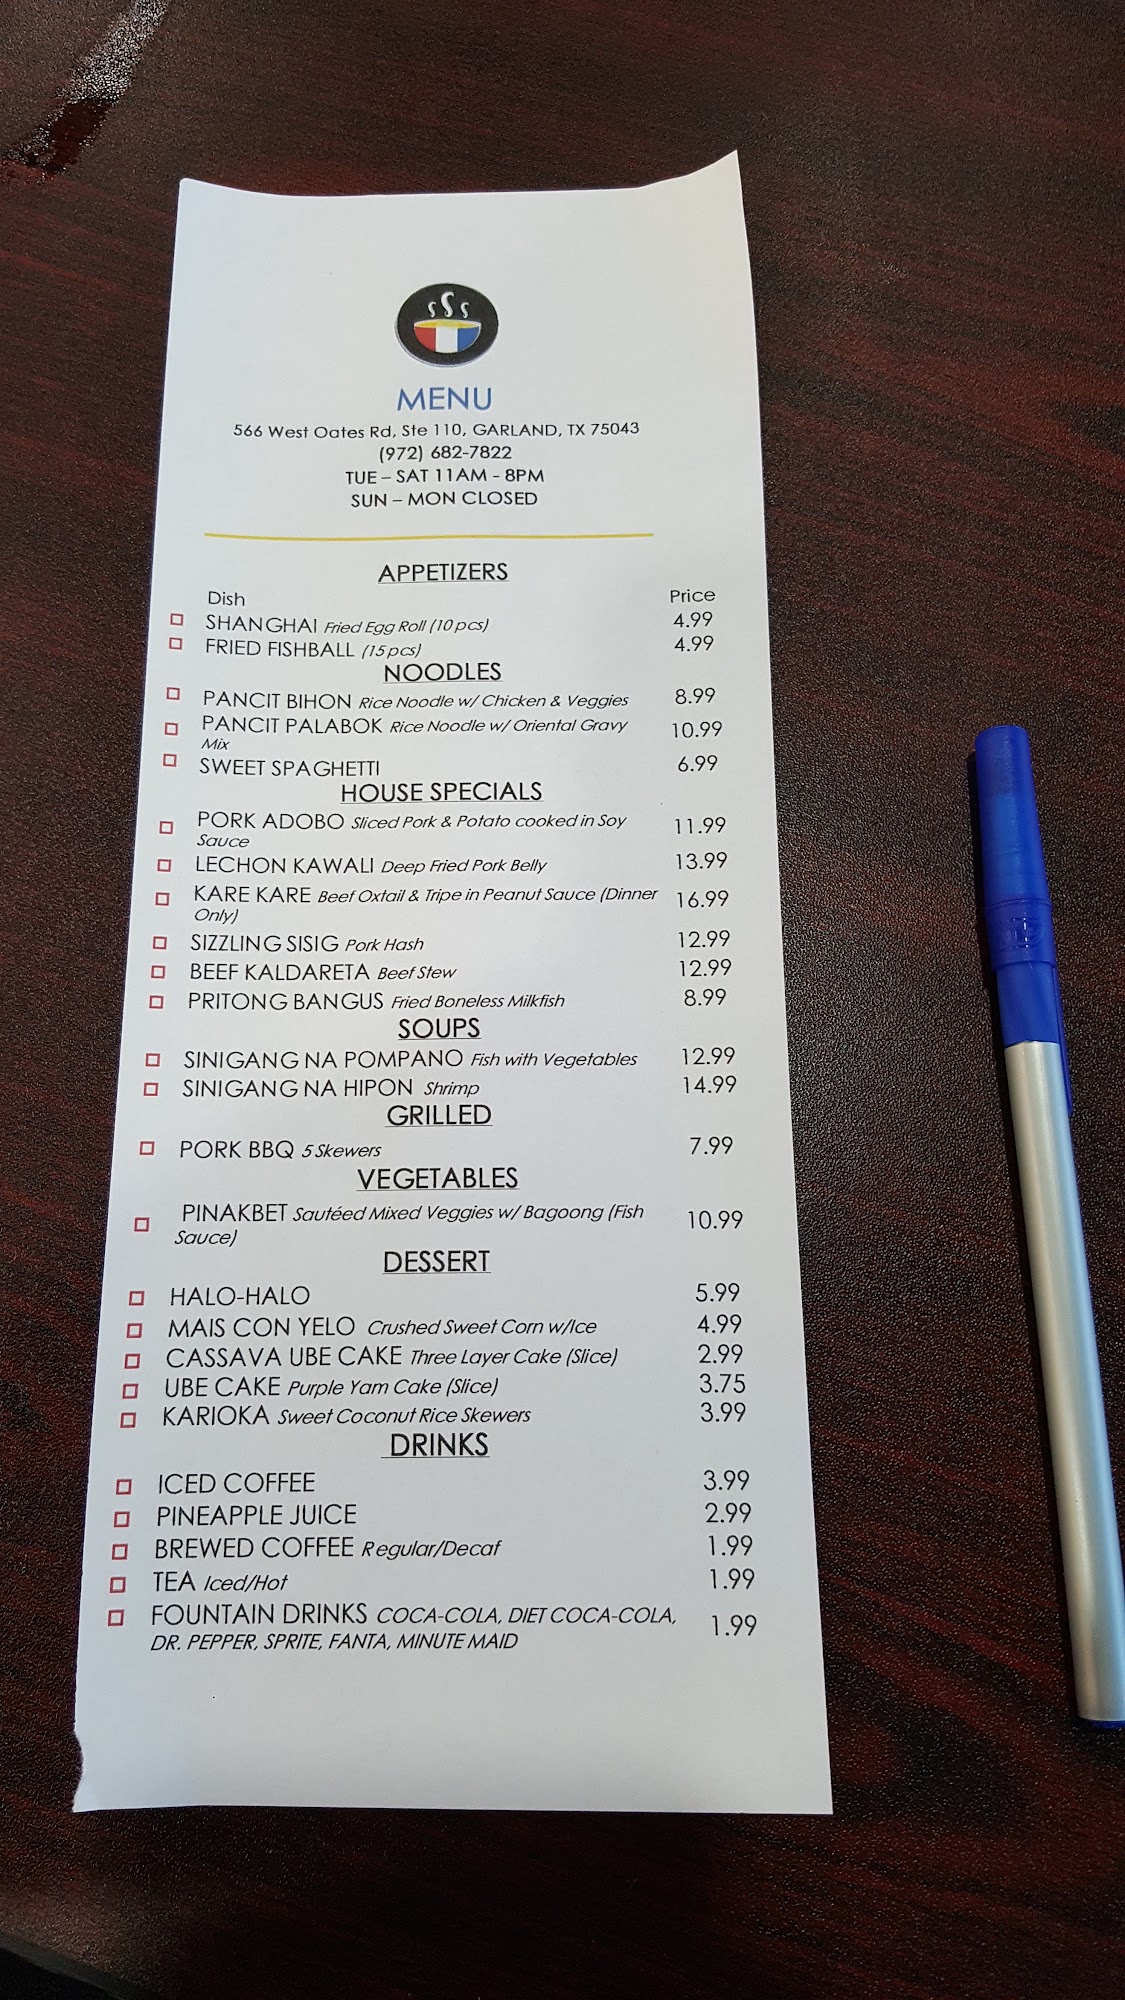 MENU
566 West Oates Rd, Ste 110, GARLAND, TX 75043
(972) 682-7822
TUE – SAT 11AM - 8PM
SUN – MON CLOSED
APPETIZERS
Dish Price
SHANGHAI Fried Egg Roll (10 pcs) 4.99
FRIED FISHBALL (15 pcs) 4.99
NOODLES
PANCIT BIHON Rice Noodle w/ Chicken & Veggies 8.99
PANCIT PALABOK Rice Noodle w/ Oriental Gravy 10.99
Mix
SWEET SPAGHETTI 6.99
HOUSE SPECIALS
PORK ADOBO Sliced Pork & Potato cooked in Soy 11.99
Sauce
LECHON KAWALI Deep Fried Pork Belly 13.99
KARE KARE Beef Oxtail & Tripe in Peanut Sauce (Dinner 16.99
Only)
SIZZLING SISIG Pork Hash 12.99
BEEF KALDARETA Beef Stew 12.99
PRITONG BANGUS Fried Boneless Milkfish 8.99
SOUPS
SINIGANG NA POMPANO Fish with Vegetables 12.99
SINIGANG NA HIPON Shrimp 14.99
GRILLED
PORK BBQ 5 Skewers 7.99
VEGETABLES
PINAKBET Sautéed Mixed Veggies w/ Bagoong (Fish 10.99
Sauce)
DESSERT
HALO-HALO 5.99
MAIS CON YELO Crushed Sweet Corn w/Ice 4.99
CASSAVA UBE CAKE Three Layer Cake (Slice) 2.99
UBE CAKE Purple Yam Cake (Slice) 3.75
KARIOKA Sweet Coconut Rice Skewers 3.99
DRINKS
ICED COFFEE 3.99
PINEAPPLE JUICE 2.99
BREWED COFFEE Regular/Decaf 1.99
TEA Iced/Hot 1.99
FOUNTAIN DRINKS COCA-COLA, DIET COCA-COLA, 1.99
DR. PEPPER, SPRITE, FANTA, MINUTE MAID